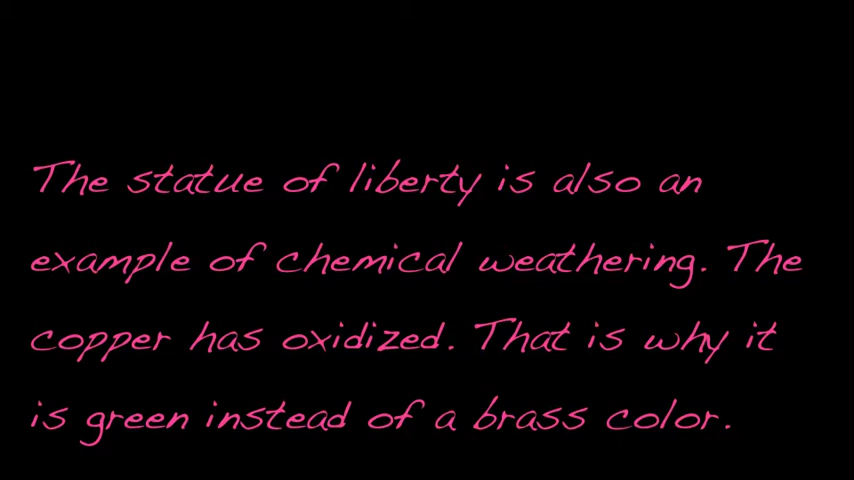 The statue of liberty is also an
example of chemical weathering. The
copper has oxidized. That is why it
is green instead of a brass color.